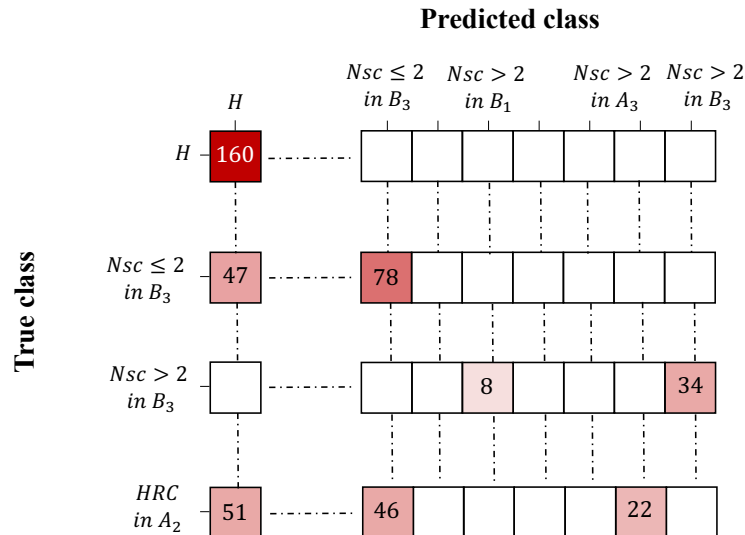 Predicted class
Nsc ≤ 2 Nsc > 2 Nsc > 2 Nsc > 2
H in B₃ in B₁ in A₃ in B₃
H 160
True class
Nsc ≤ 2
in B₃
47 78
Nsc > 2
in B₃
8 34
HRC
in A₂
51 46 22